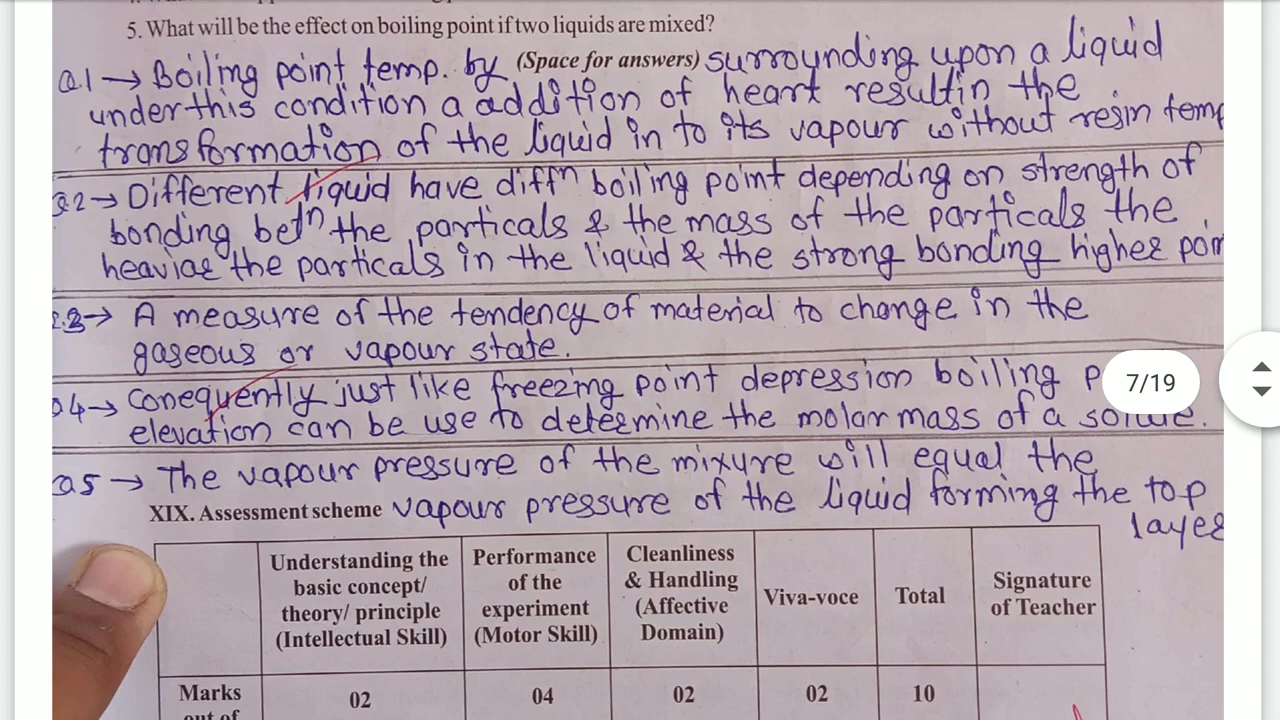 5. What will be the effect on boiling point if two liquids are mixed?
(Space for answers)
Q.1 → Boiling point temp. by surrounding upon a liquid
under this condition a addition of heart resultin the
transformation of the liquid in to its vapour without resin temp
Q2 → Different liquid have diffn boiling point depending on strength of
bonding betn the particals & the mass of the particals the
heaviae the particals in the liquid & the strong bonding higher poin
2.3 → A measure of the tendency of material to change in the
gaseous or vapour state.
Q4 → Conequently just like freezing point depression boiling p
elevation can be use to determine the molar mass of a solute.
7/19
Q5 → The vapour pressure of the mixure will equal the
vapour pressure of the liquid forming the top
layer
XIX. Assessment scheme
Understanding the basic concept/ theory/ principle (Intellectual Skill)
Performance of the experiment (Motor Skill)
Cleanliness & Handling (Affective Domain)
Viva-voce
Total
Signature of Teacher
Marks out of
02
04
02
02
10